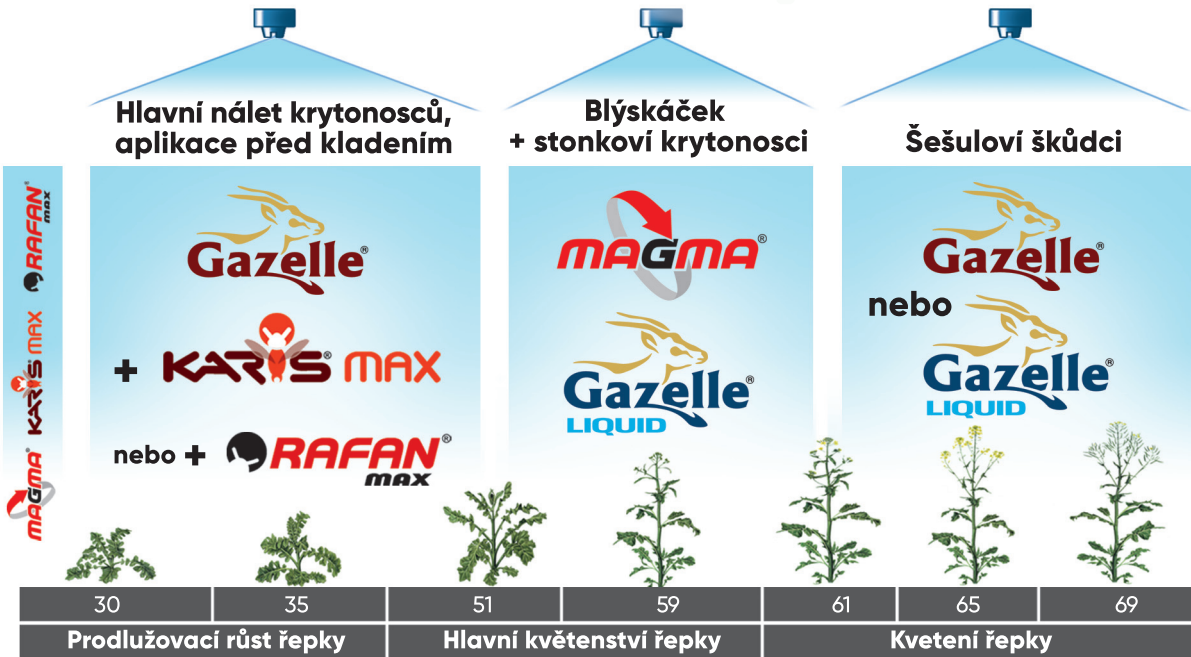 Hlavní nálet krytonosců,
aplikace před kladením
Blýskáček
+ stonkoví krytonosci
Šešuloví škůdci
RAFAN®
max
KARIS® MAX
MAGMA®
Gazelle®
+ KARIS® MAX
nebo + RAFAN®
max
MAGMA®
Gazelle®
LIQUID
Gazelle®
nebo
Gazelle®
LIQUID
30 35 51 59 61 65 69
Prodlužovací růst řepky Hlavní květenství řepky Kvetení řepky